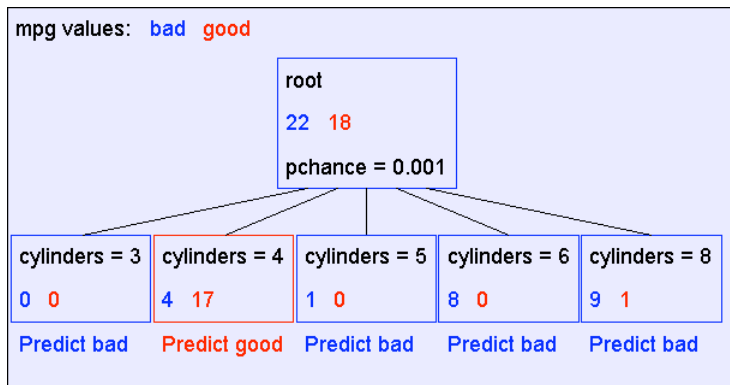 mpg values: bad good
root
22 18
pchance = 0.001
cylinders = 3 cylinders = 4 cylinders = 5 cylinders = 6 cylinders = 8
0 0 4 17 1 0 8 0 9 1
Predict bad Predict good Predict bad Predict bad Predict bad